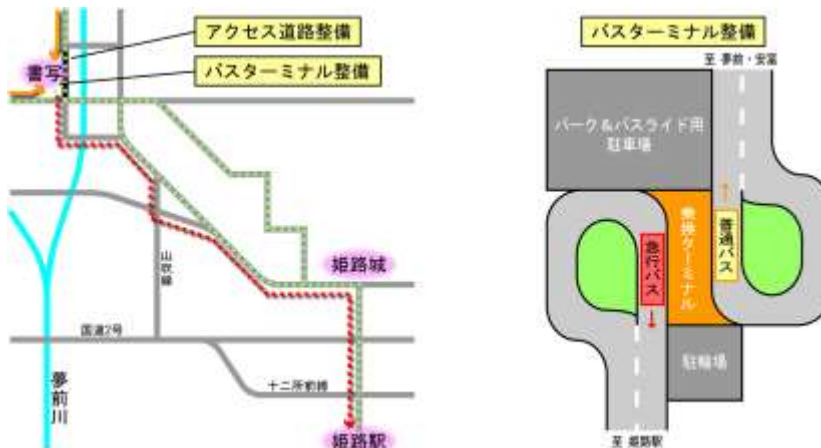 アクセス道路整備
書写
バスターミナル整備
姫路城
山吹線
国道2号
十二所前線
夢前川
姫路駅
バスターミナル整備
至 夢前・安富
パーク＆バスライド用
駐車場
乗換ターミナル
普通バス
急行バス
駐輪場
至 姫路駅